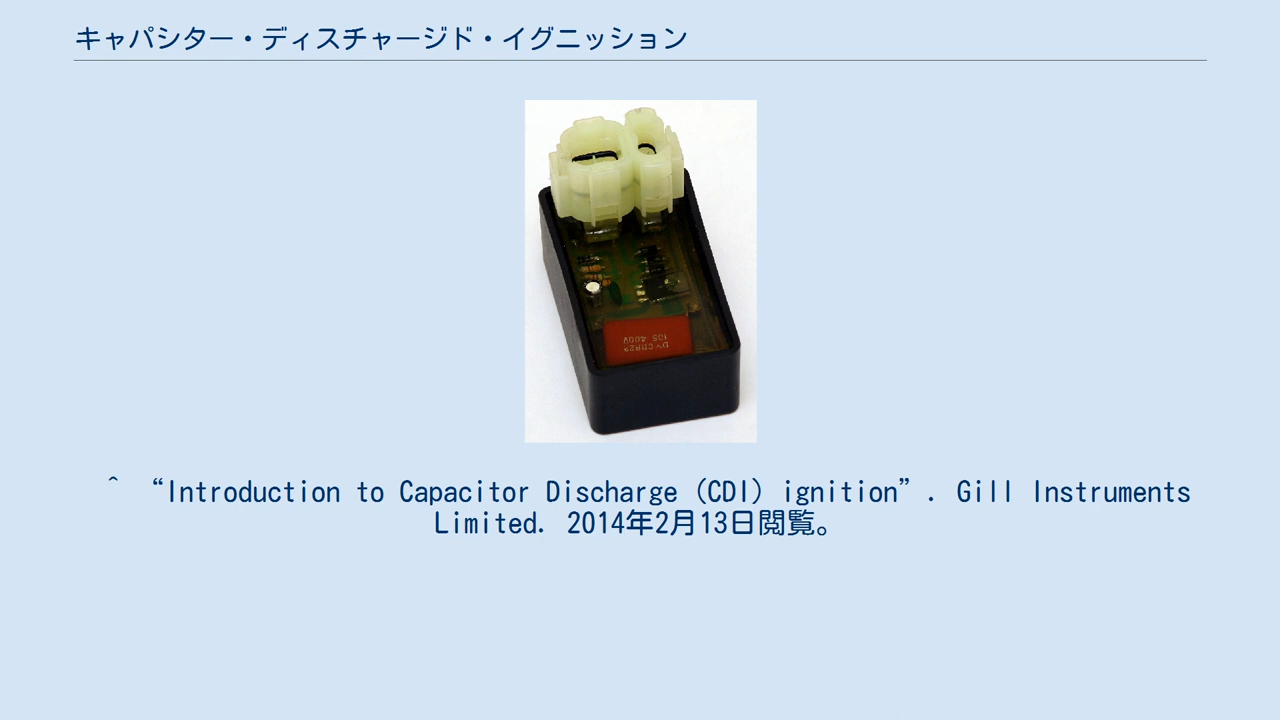 キャパシター・ディスチャージド・イグニッション
^ “Introduction to Capacitor Discharge (CDI) ignition”. Gill Instruments
Limited. 2014年2月13日閲覧。
105 400V